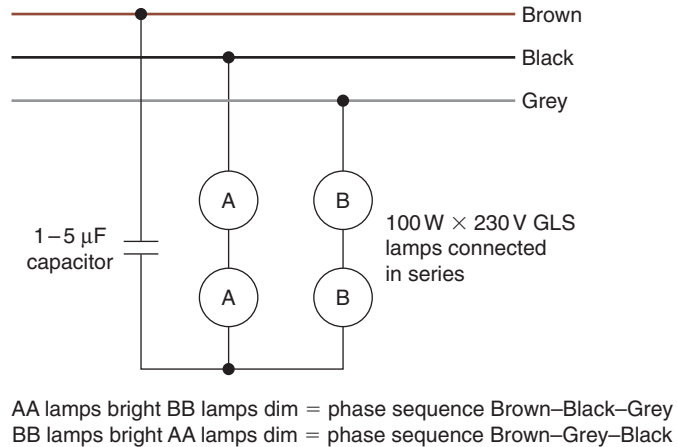 Brown
Black
Grey
A
B
1–5 μF
capacitor
100 W × 230 V GLS
lamps connected
in series
A
B
AA lamps bright BB lamps dim = phase sequence Brown–Black–Grey
BB lamps bright AA lamps dim = phase sequence Brown–Grey–Black